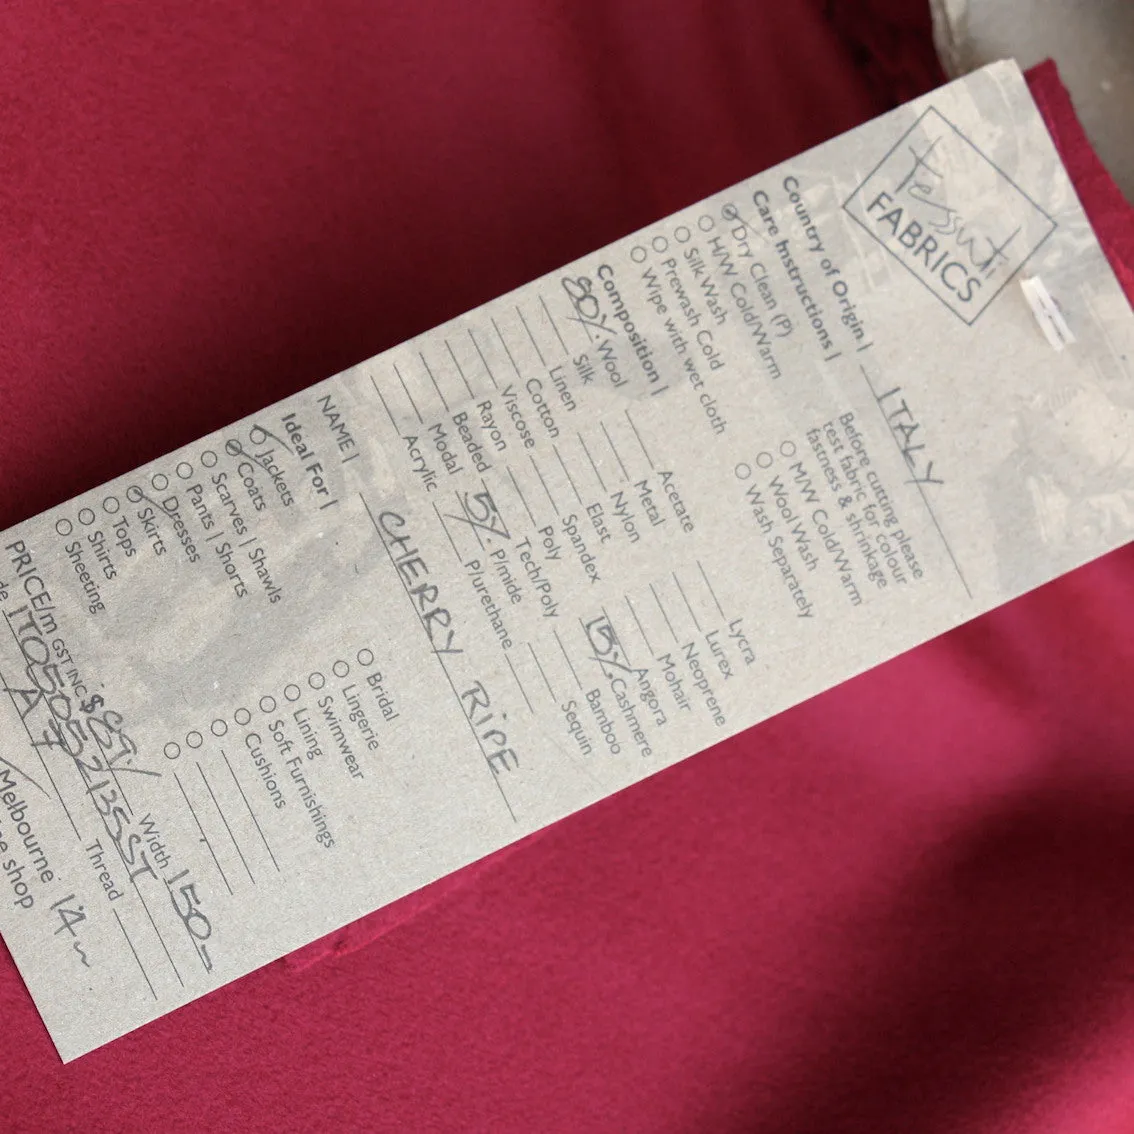 tessuti
FABRICS
Country of Origin | ITALY
Care Instructions |
Dry Clean (P)
H/W Cold/Warm
Silk Wash
Prewash Cold
Wipe with wet cloth
Before cutting please
test fabric for colour
fastness & shrinkage
M/W Cold/Warm
Wool Wash
Wash Separately
Composition |
80% Wool
Silk
Linen
Cotton
Viscose
Rayon
Beaded
Modal
Acrylic
Acetate
Metal
Nylon
Elast
Spandex
Poly
Tech/Poly
5% P/mide
P/urethane
Lycra
Lurex
Neoprene
Mohair
Angora
15% Cashmere
Bamboo
Sequin
NAME | CHERRY RIPE
Ideal For |
Jackets
Coats
Scarves | Shawls
Pants | Shorts
Dresses
Skirts
Tops
Shirts
Sheeting
Bridal
Lingerie
Swimwear
Lining
Soft Furnishings
Cushions
PRICE/m GST INC $89/ Width 150
Thread
Melbourne 14
shop